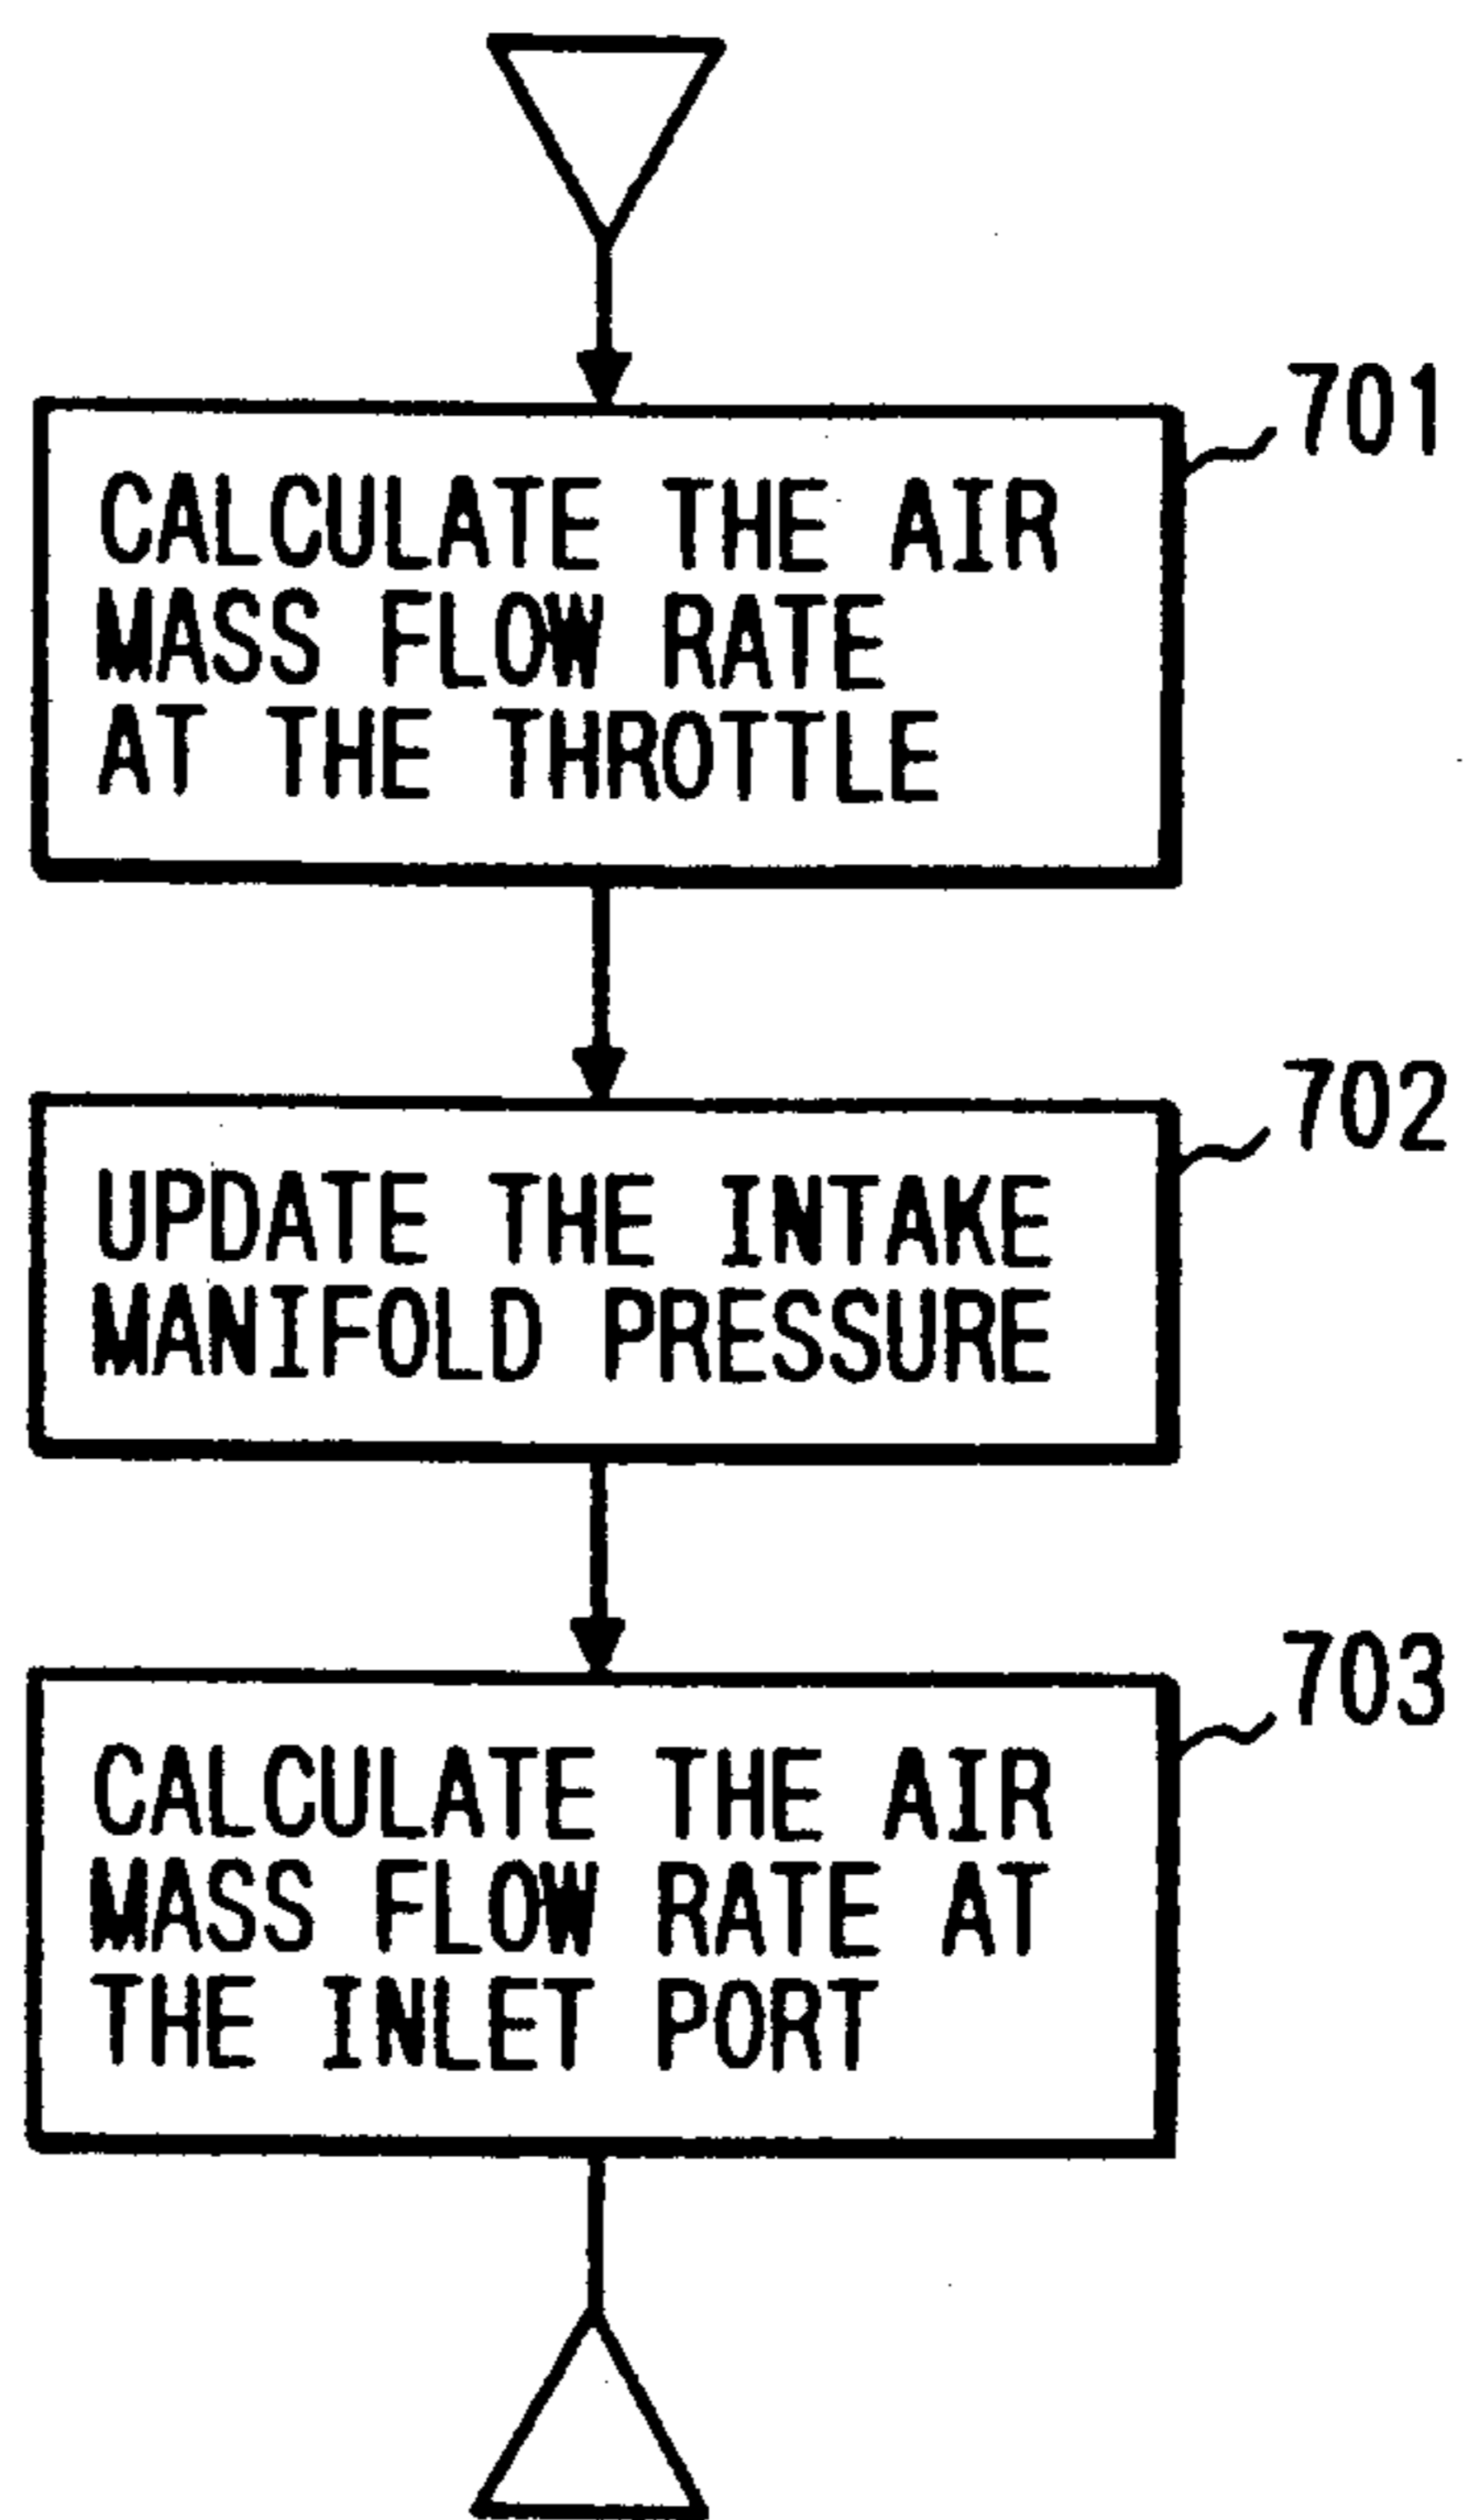 701
CALCULATE THE AIR
MASS FLOW RATE
AT THE THROTTLE
702
UPDATE THE INTAKE
MANIFOLD PRESSURE
703
CALCULATE THE AIR
MASS FLOW RATE AT
THE INLET PORT